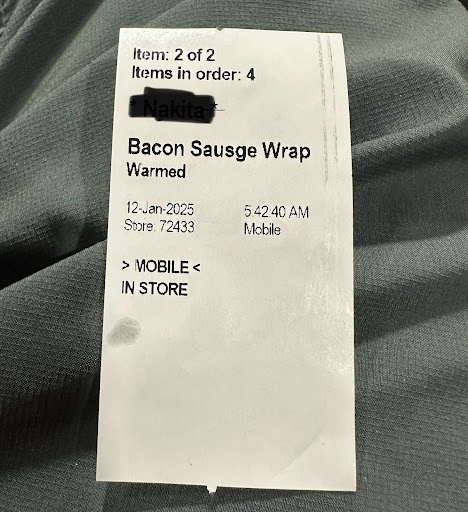 Item: 2 of 2
Items in order: 4
* Nakita *
Bacon Sausge Wrap
Warmed
12-Jan-2025 5:42:40 AM
Store: 72433 Mobile
> MOBILE <
IN STORE